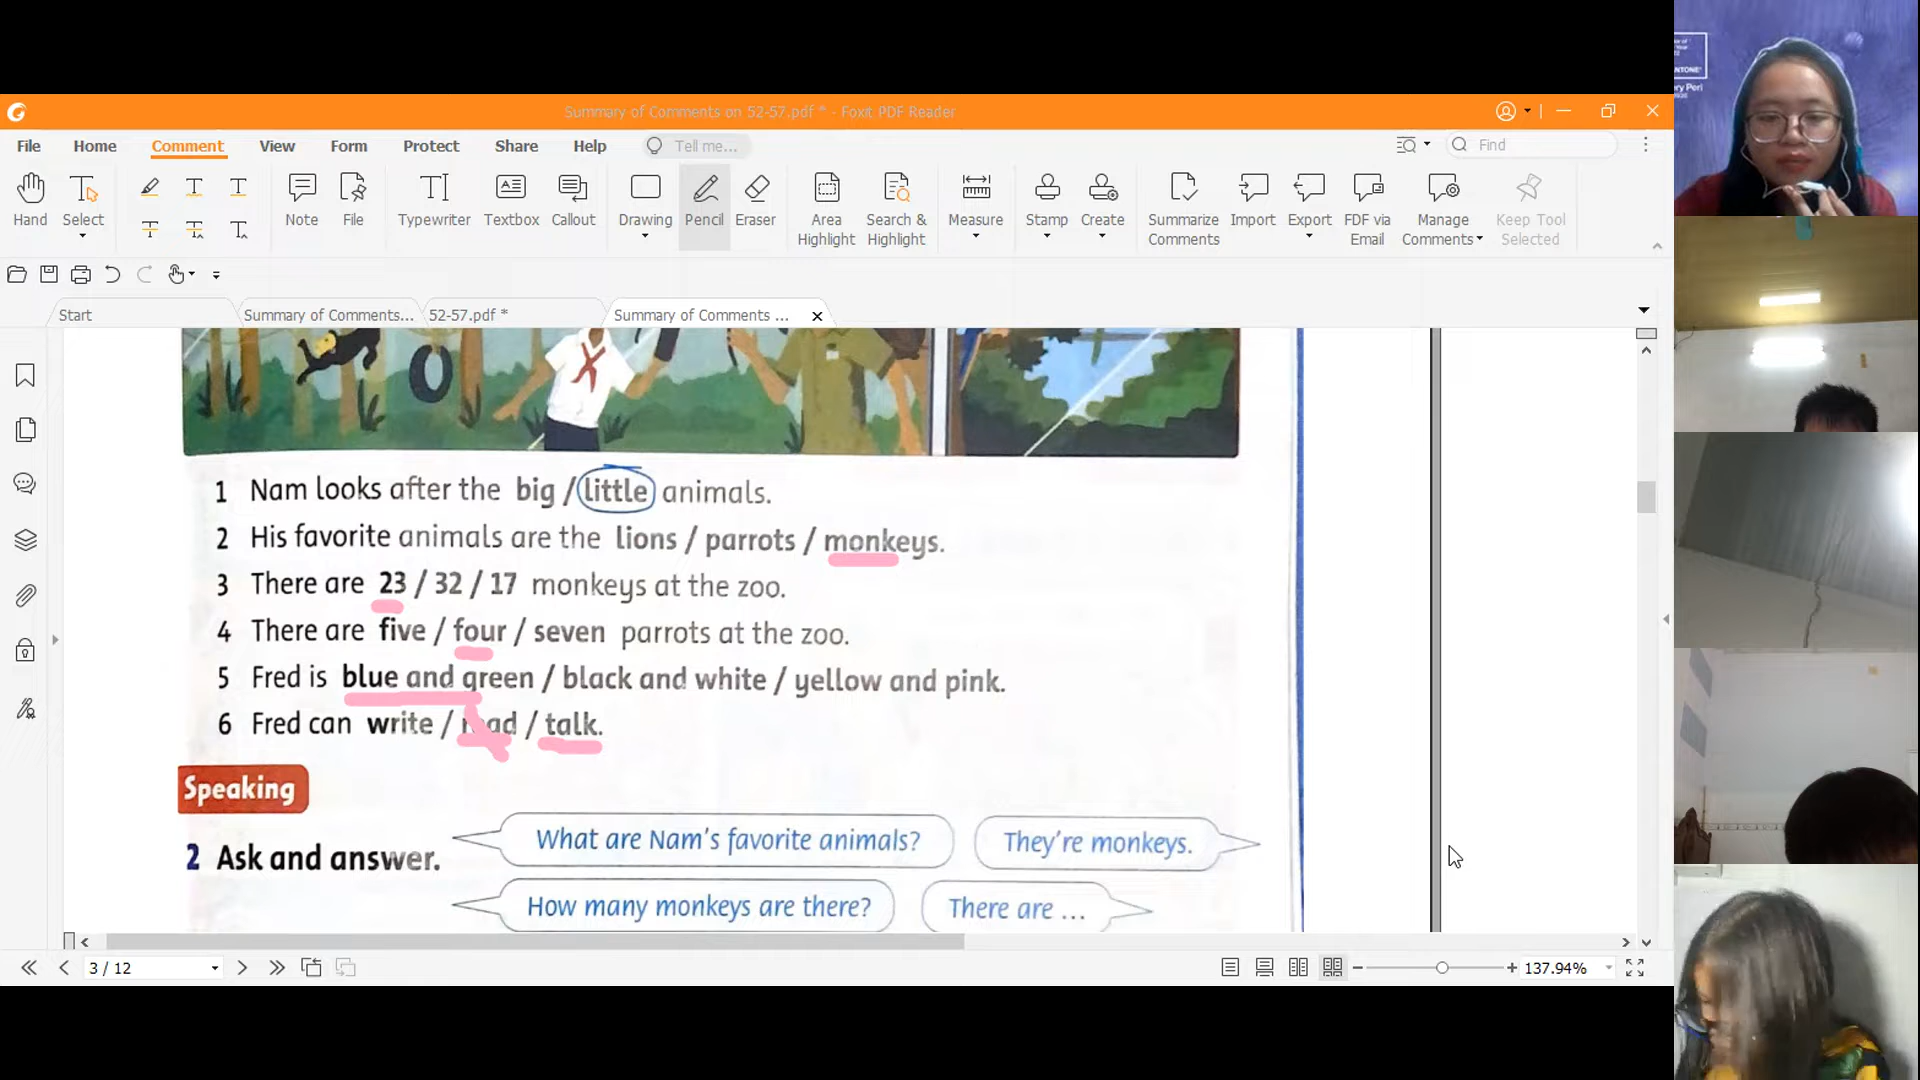 Summary of Comments on 52-57.pdf * - Foxit PDF Reader
File Home Comment View Form Protect Share Help Tell me... Find
Hand Select Note File Typewriter Textbox Callout Drawing Pencil Eraser Area Highlight Search & Highlight Measure Stamp Create Summarize Comments Import Export FDF via Email Manage Comments Keep Tool Selected
Start Summary of Comments... 52-57.pdf * Summary of Comments ...
1 Nam looks after the big / little animals.
2 His favorite animals are the lions / parrots / monkeys.
3 There are 23 / 32 / 17 monkeys at the zoo.
4 There are five / four / seven parrots at the zoo.
5 Fred is blue and green / black and white / yellow and pink.
6 Fred can write / read / talk.
Speaking
2 Ask and answer.
What are Nam's favorite animals? They're monkeys.
How many monkeys are there? There are ...
3 / 12 137.94%